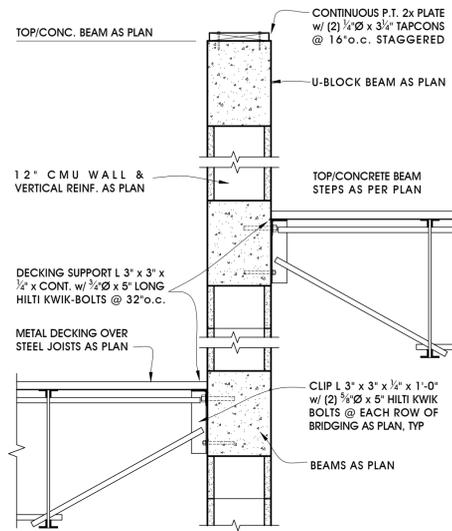 CONTINUOUS P.T. 2x PLATE
w/ (2) ¼"Ø x 3¼" TAPCONS
@ 16"o.c. STAGGERED
TOP/CONC. BEAM AS PLAN
U-BLOCK BEAM AS PLAN
12" CMU WALL &
VERTICAL REINF. AS PLAN
TOP/CONCRETE BEAM
STEPS AS PER PLAN
DECKING SUPPORT L 3" x 3" x
¼" x CONT. w/ ¾"Ø x 5" LONG
HILTI KWIK-BOLTS @ 32"o.c.
METAL DECKING OVER
STEEL JOISTS AS PLAN
CLIP L 3" x 3" x ¼" x 1'-0"
w/ (2) ⅝"Ø x 5" HILTI KWIK
BOLTS @ EACH ROW OF
BRIDGING AS PLAN, TYP
BEAMS AS PLAN